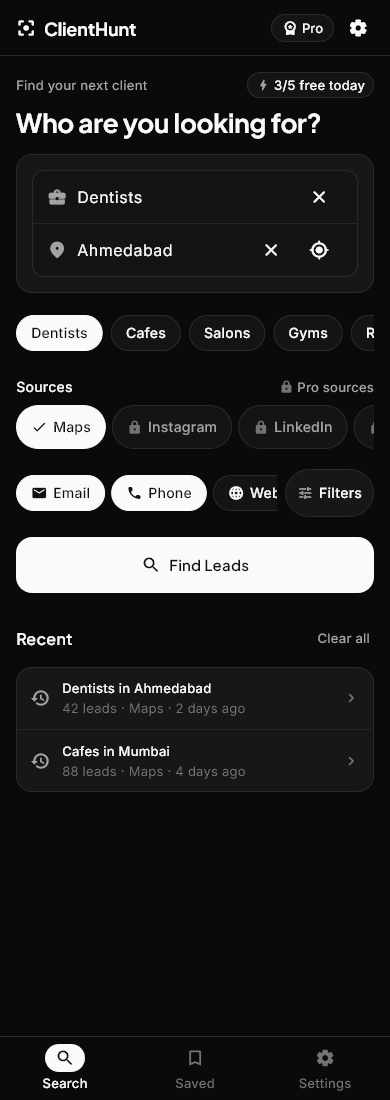 ClientHunt
Pro
Find your next client
3/5 free today
Who are you looking for?
Dentists
Ahmedabad
Dentists Cafes Salons Gyms R
Sources
Pro sources
Maps Instagram LinkedIn
Email Phone Web Filters
Find Leads
Recent
Clear all
Dentists in Ahmedabad
42 leads · Maps · 2 days ago
Cafes in Mumbai
88 leads · Maps · 4 days ago
Search Saved Settings